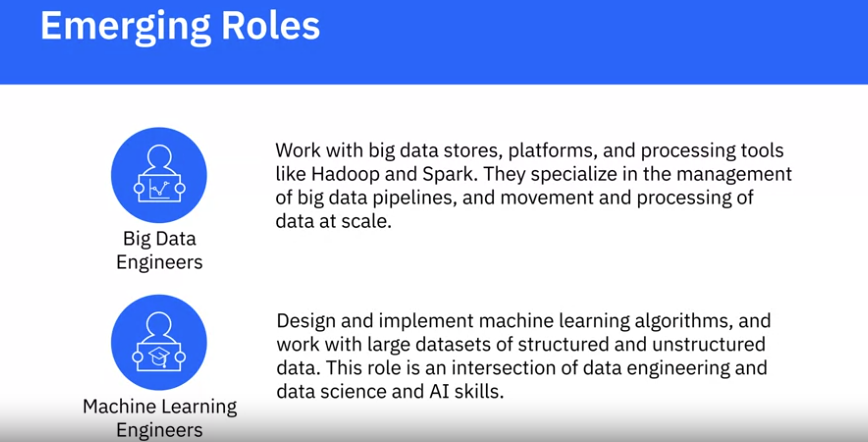 Emerging Roles
Work with big data stores, platforms, and processing tools
like Hadoop and Spark. They specialize in the management
of big data pipelines, and movement and processing of
data at scale.
Big Data
Engineers
Design and implement machine learning algorithms, and
work with large datasets of structured and unstructured
data. This role is an intersection of data engineering and
data science and AI skills.
Machine Learning
Engineers